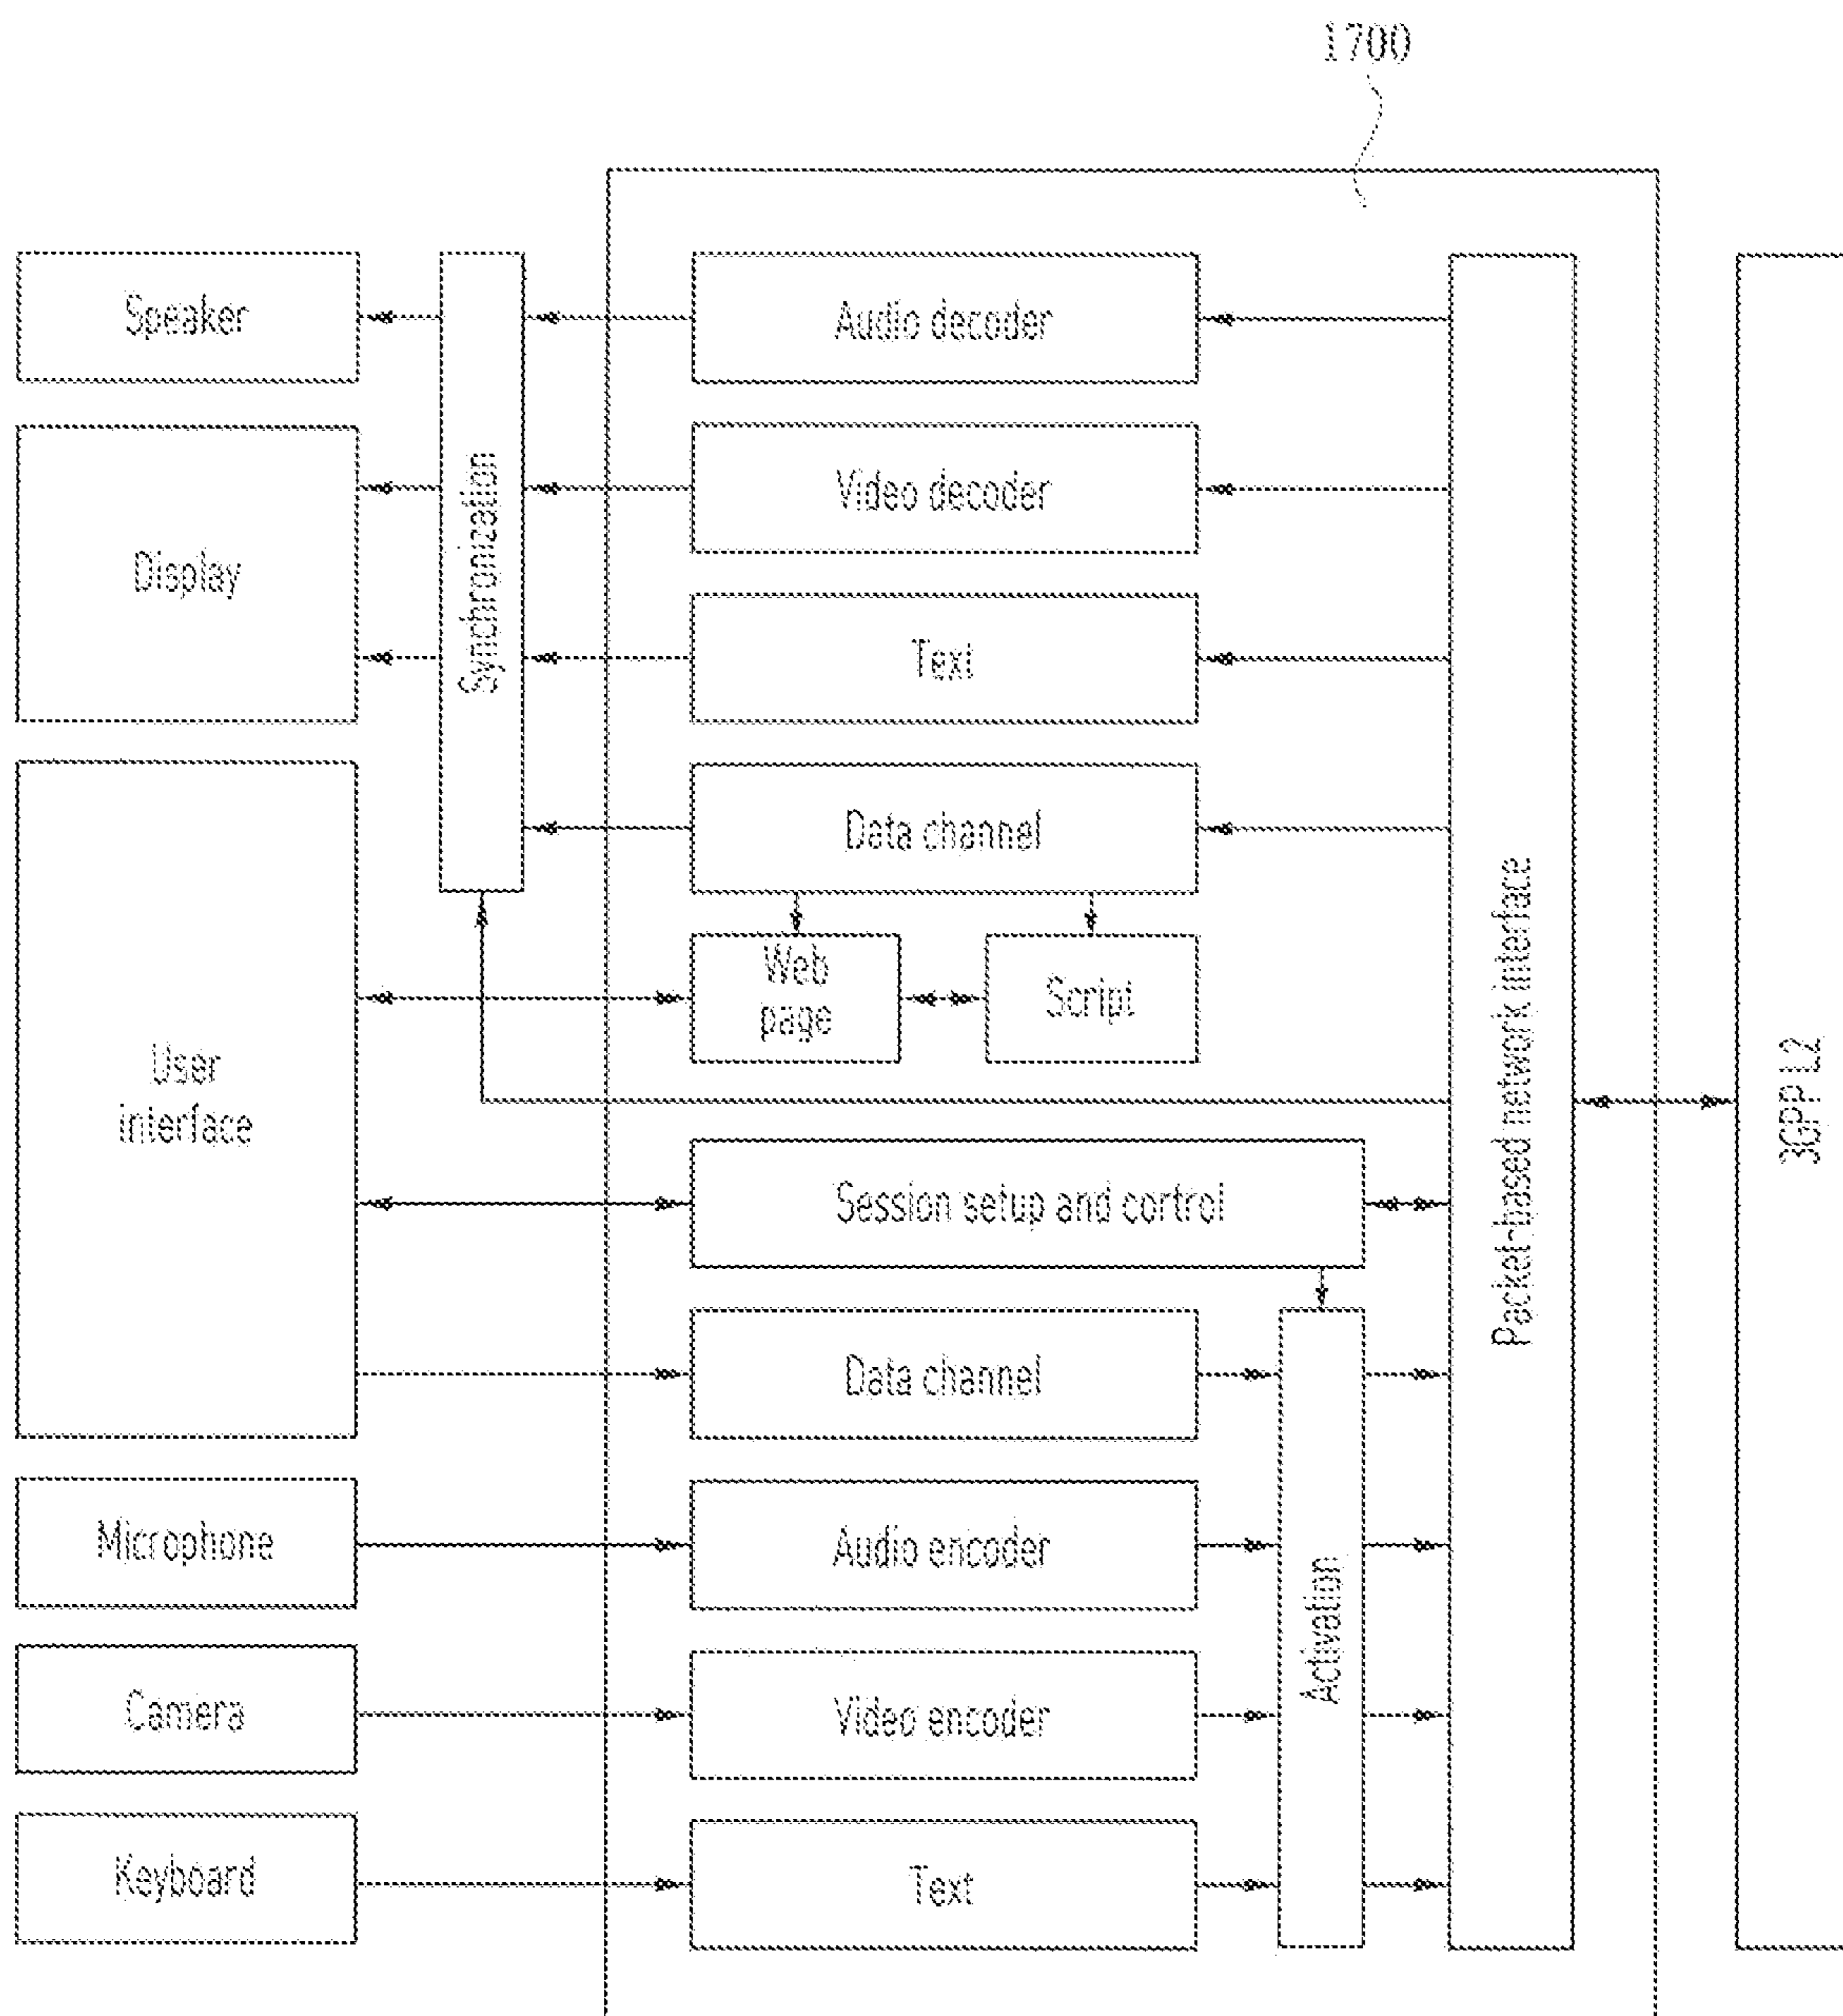 1700
Speaker
Audio decoder
Display
Synchronization
Video decoder
Text
Data channel
Web
page
Script
User
interface
Session setup and cortrol
Packet-based network interface
3GPP L2
Data channel
Microphone
Audio encoder
Activation
Camera
Video encoder
Keyboard
Text